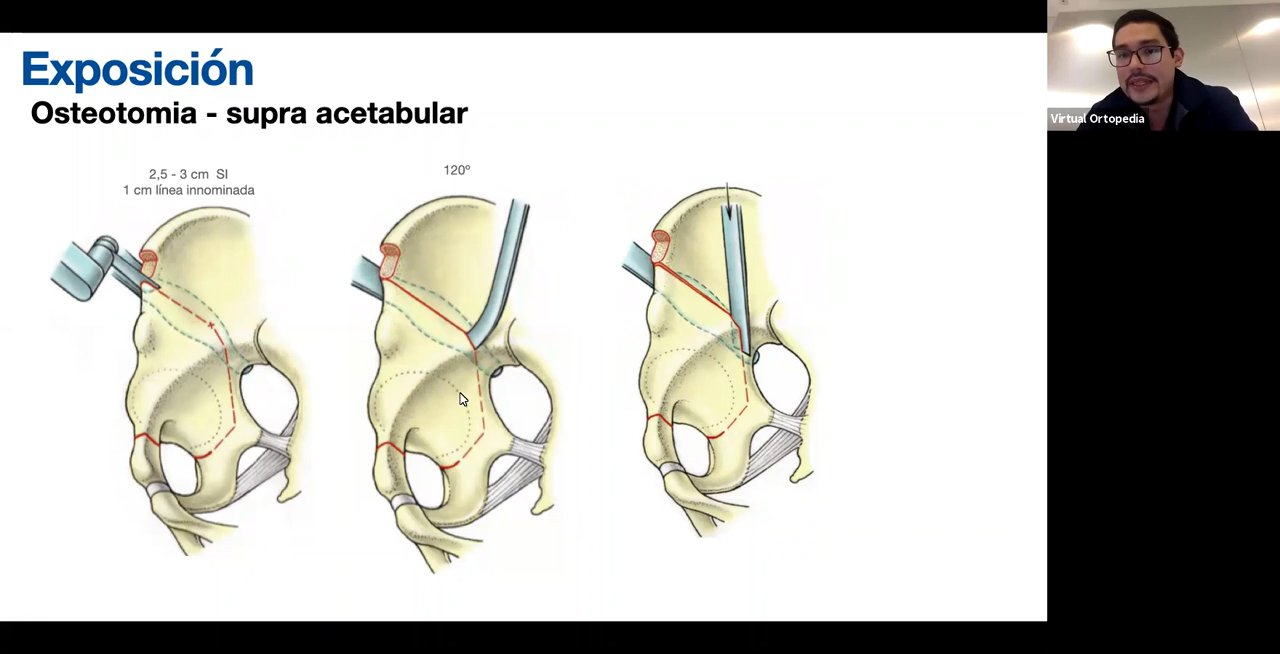 Exposición
Osteotomia - supra acetabular
2,5 - 3 cm SI
1 cm línea innominada
120º
Virtual Ortopedia